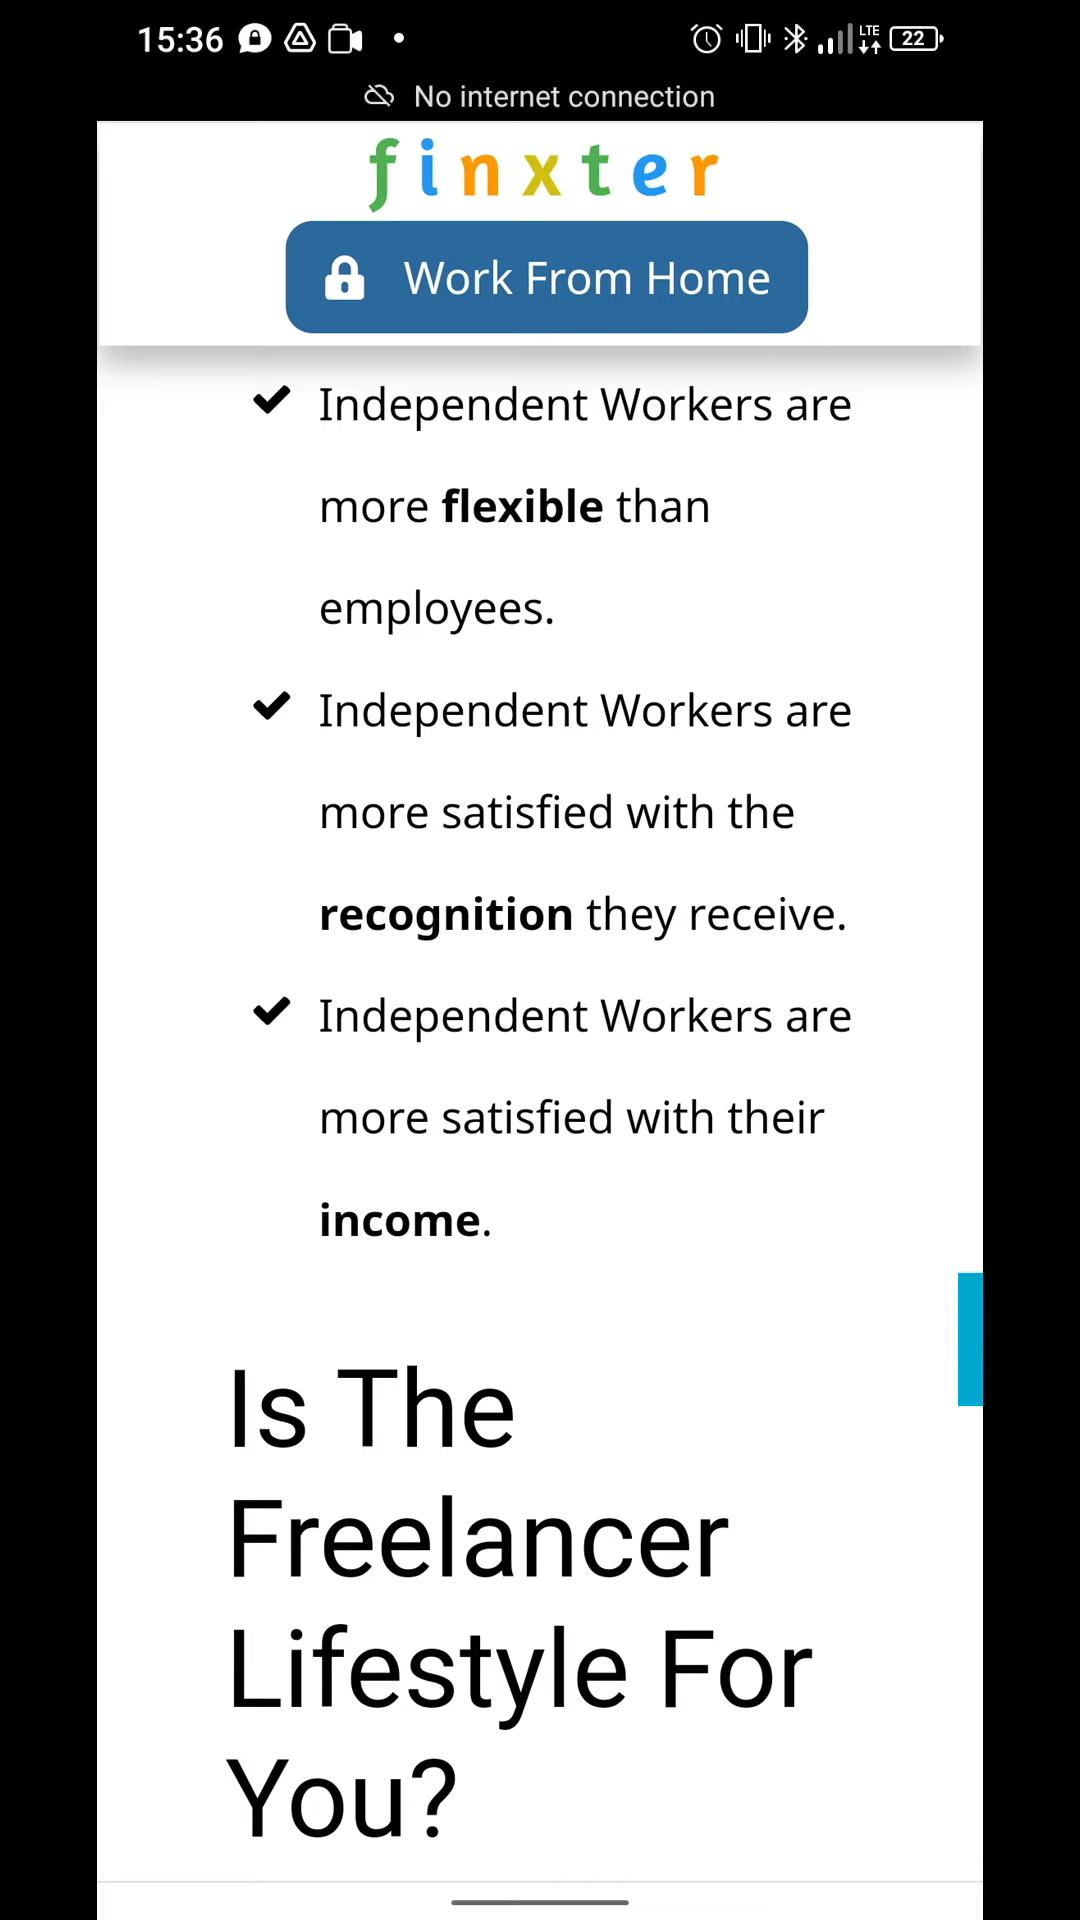 15:36
LTE
22
No internet connection
finxter
Work From Home
Independent Workers are
more flexible than
employees.
Independent Workers are
more satisfied with the
recognition they receive.
Independent Workers are
more satisfied with their
income.
Is The
Freelancer
Lifestyle For
You?